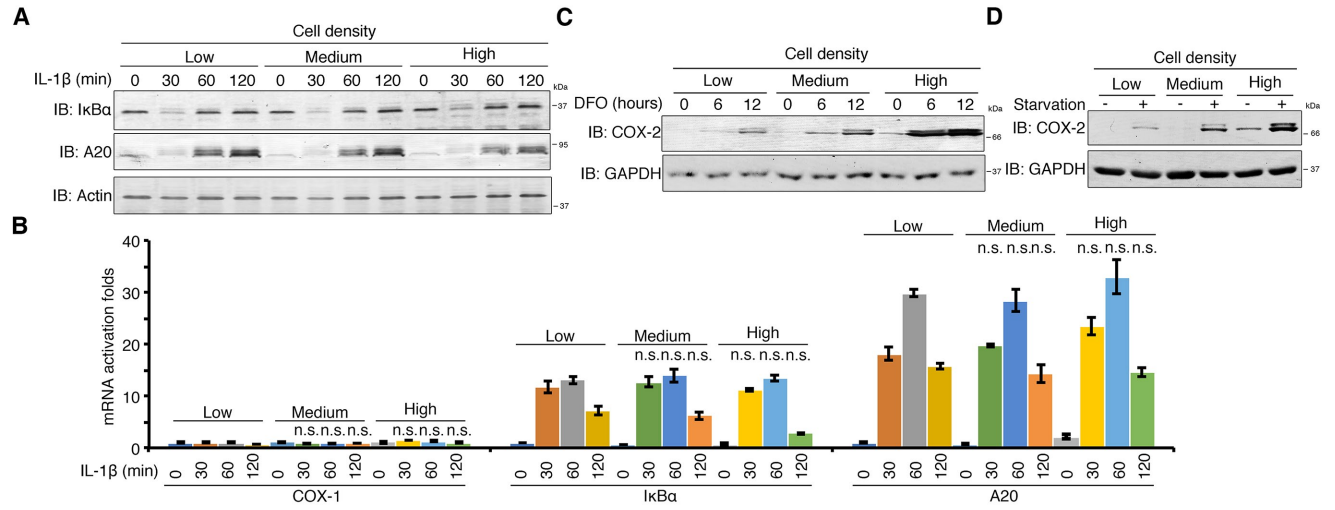 A
Cell density
Low Medium High
IL-1β (min) 0 30 60 120 0 30 60 120 0 30 60 120
kDa
IB: IκBα
37
IB: A20
95
IB: Actin
37
C
Cell density
Low Medium High
DFO (hours) 0 6 12 0 6 12 0 6 12
kDa
IB: COX-2
66
IB: GAPDH
37
D
Cell density
Low Medium High
Starvation - + - + - +
kDa
IB: COX-2
66
IB: GAPDH
37
B
mRNA activation folds
40
30
20
10
0
Low Medium High
n.s. n.s. n.s. n.s. n.s. n.s.
Low Medium High
n.s. n.s. n.s. n.s. n.s. n.s.
Low Medium High
n.s. n.s. n.s. n.s. n.s. n.s.
IL-1β (min) 0 30 60 120 0 30 60 120 0 30 60 120 0 30 60 120 0 30 60 120 0 30 60 120 0 30 60 120 0 30 60 120 0 30 60 120
COX-1 IκBα A20